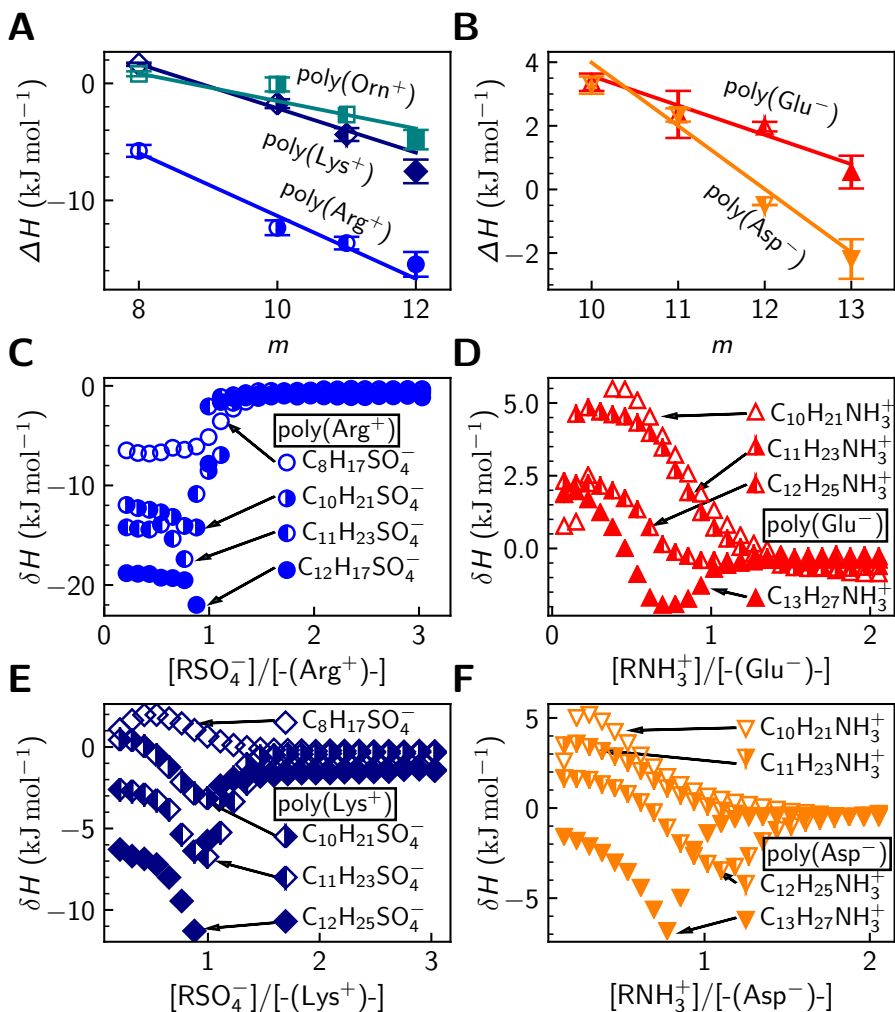 A
ΔH (kJ mol⁻¹)
0
−10
poly(Orn⁺)
poly(Lys⁺)
poly(Arg⁺)
8
10
12
m
B
ΔH (kJ mol⁻¹)
4
2
0
−2
poly(Glu⁻)
poly(Asp⁻)
10
11
12
13
m
C
δH (kJ mol⁻¹)
0
−10
−20
poly(Arg⁺)
C₈H₁₇SO₄⁻
C₁₀H₂₁SO₄⁻
C₁₁H₂₃SO₄⁻
C₁₂H₁₇SO₄⁻
0
1
2
3
[RSO₄⁻]/[-(Arg⁺)-]
D
δH (kJ mol⁻¹)
5.0
2.5
0.0
C₁₀H₂₁NH₃⁺
C₁₁H₂₃NH₃⁺
C₁₂H₂₅NH₃⁺
poly(Glu⁻)
C₁₃H₂₇NH₃⁺
0
1
2
[RNH₃⁺]/[-(Glu⁻)-]
E
δH (kJ mol⁻¹)
0
−5
−10
C₈H₁₇SO₄⁻
poly(Lys⁺)
C₁₀H₂₁SO₄⁻
C₁₁H₂₃SO₄⁻
C₁₂H₂₅SO₄⁻
1
2
3
[RSO₄⁻]/[-(Lys⁺)-]
F
δH (kJ mol⁻¹)
5
0
−5
C₁₀H₂₁NH₃⁺
C₁₁H₂₃NH₃⁺
poly(Asp⁻)
C₁₂H₂₅NH₃⁺
C₁₃H₂₇NH₃⁺
0
1
2
[RNH₃⁺]/[-(Asp⁻)-]